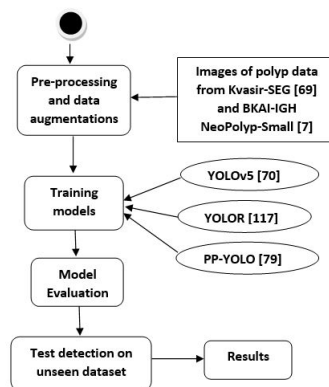 Pre-processing
and data
augmentations
Images of polyp data
from Kvasir-SEG [69]
and BKAI-IGH
NeoPolyp-Small [7]
Training
models
YOLOv5 [70]
YOLOR [117]
PP-YOLO [79]
Model
Evaluation
Test detection on
unseen dataset
Results